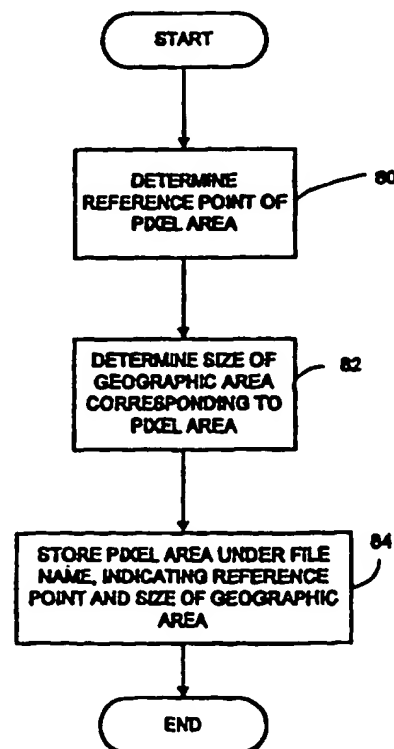 START
DETERMINE
REFERENCE POINT OF
PIXEL AREA
80
DETERMINE SIZE OF
GEOGRAPHIC AREA
CORRESPONDING TO
PIXEL AREA
82
STORE PIXEL AREA UNDER FILE
NAME, INDICATING REFERENCE
POINT AND SIZE OF GEOGRAPHIC
AREA
84
END